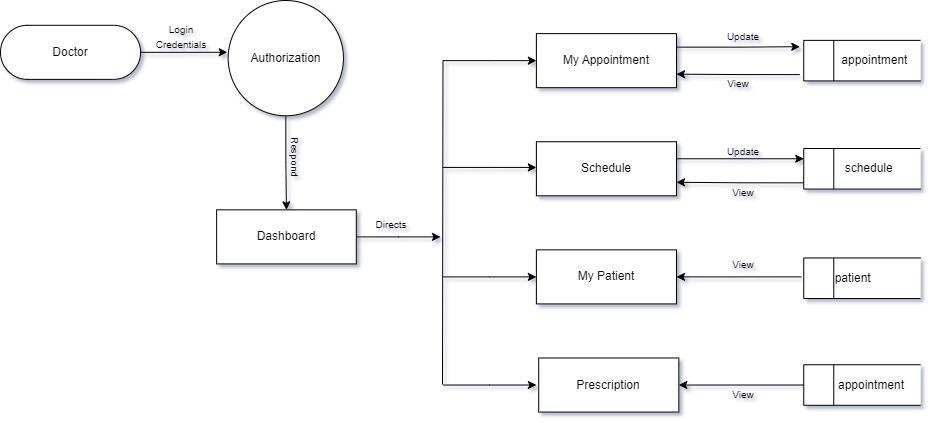 Login
Credentials
Doctor
Authorization
Respond
Dashboard
Directs
My Appointment
Update
View
appointment
Schedule
Update
View
schedule
My Patient
View
patient
Prescription
View
appointment